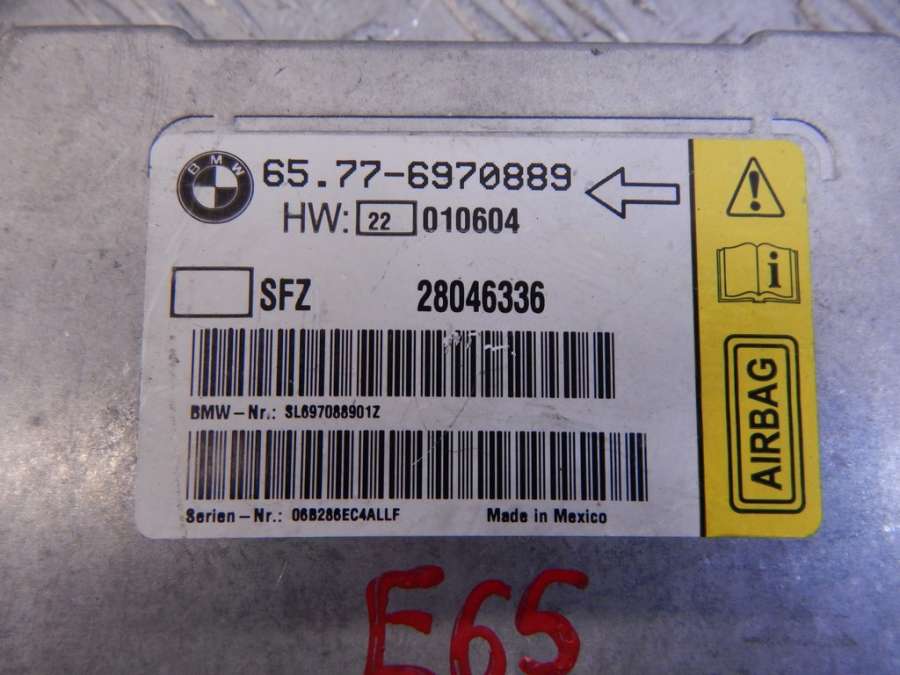 BMW
65.77-6970889
HW: 22 010604
SFZ 28046336
BMW-Nr.: SL697088901Z
Serien-Nr.: 06B286EC4ALLF Made in Mexico
i
AIRBAG
E65